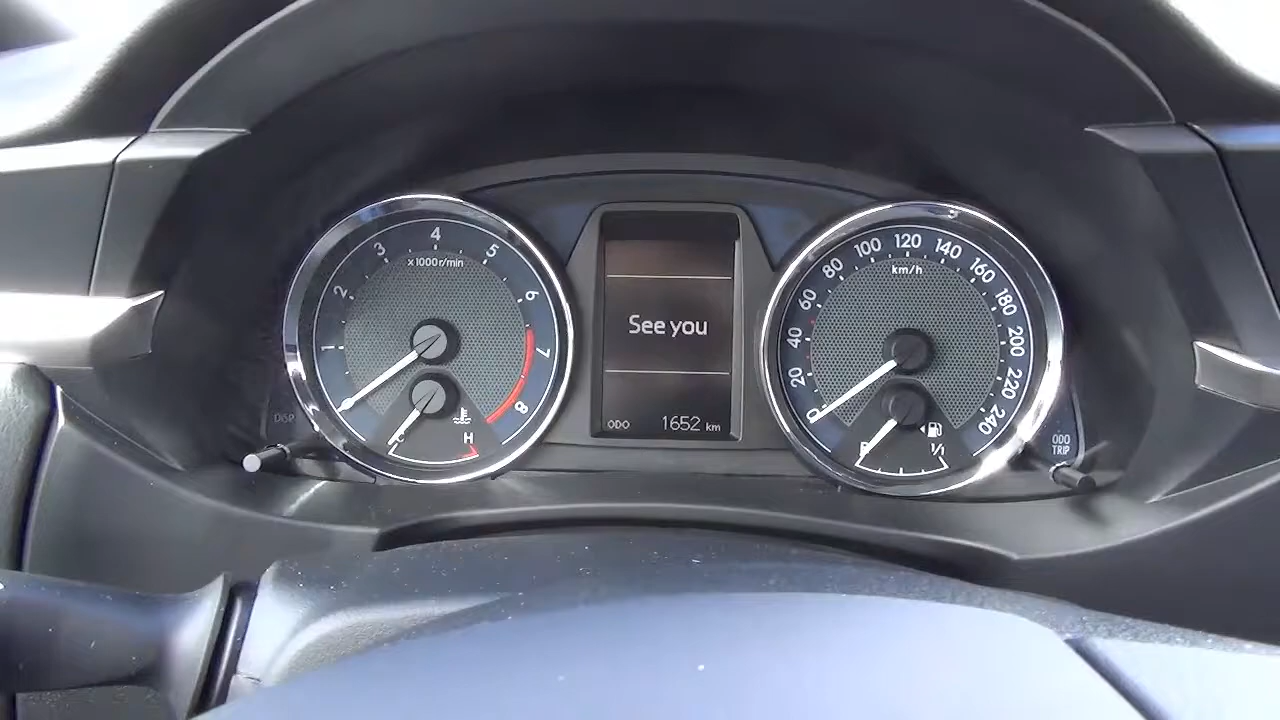 1 2 3 4 5 6 7 8
x1000r/min
C H
DISP
See you
ODO 1652 km
0 20 40 60 80 100 120 140 160 180 200 220 240
km/h
1/1
ODO
TRIP